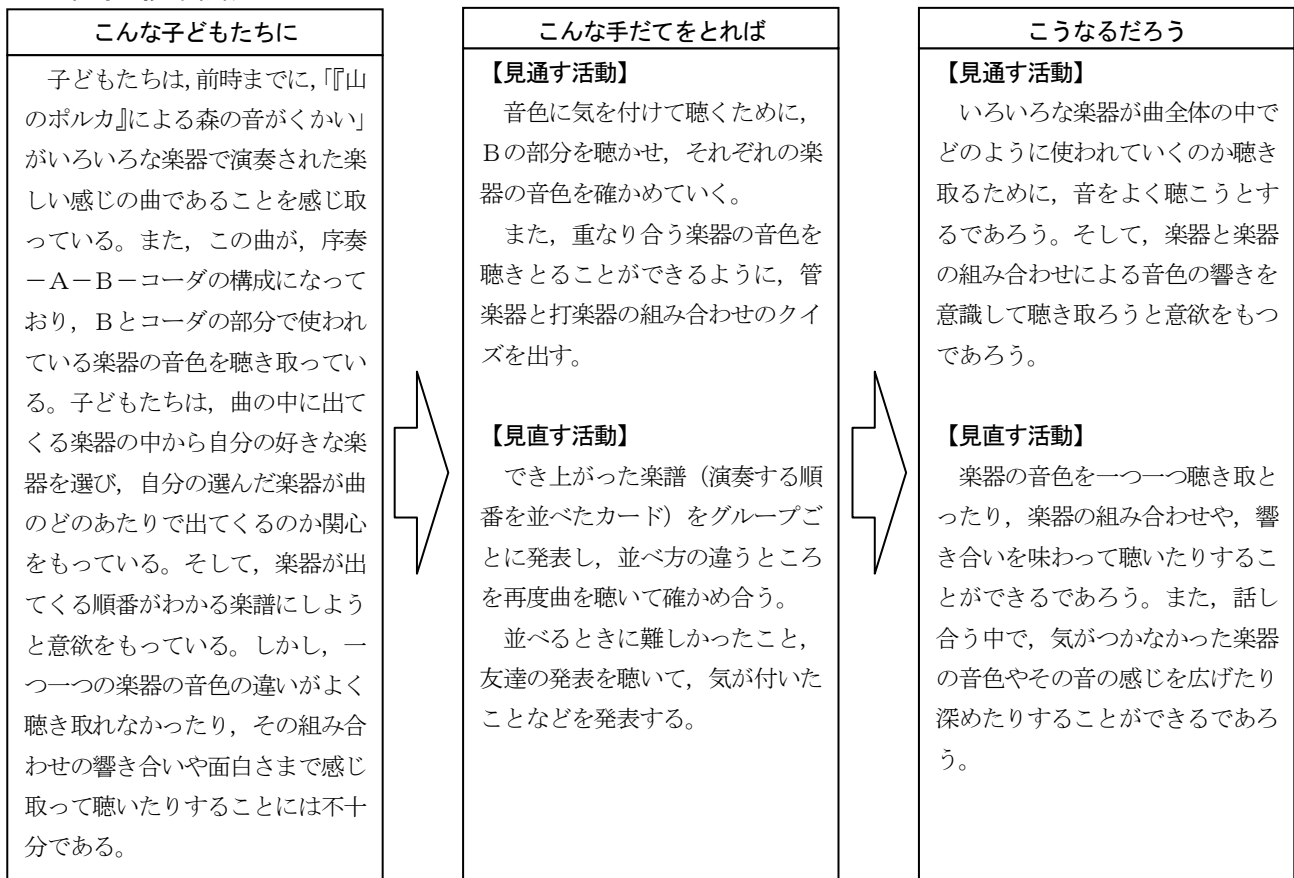 こんな子どもたちに
子どもたちは，前時までに，「『山
のポルカ』による森の音がくかい」
がいろいろな楽器で演奏された楽
しい感じの曲であることを感じ取
っている。また，この曲が，序奏
－Ａ－Ｂ－コーダの構成になって
おり，Ｂとコーダの部分で使われ
ている楽器の音色を聴き取ってい
る。子どもたちは，曲の中に出て
くる楽器の中から自分の好きな楽
器を選び，自分の選んだ楽器が曲
のどのあたりで出てくるのか関心
をもっている。そして，楽器が出
てくる順番がわかる楽譜にしよう
と意欲をもっている。しかし，一
つ一つの楽器の音色の違いがよく
聴き取れなかったり，その組み合
わせの響き合いや面白さまで感じ
取って聴いたりすることには不十
分である。
こんな手だてをとれば
【見通す活動】
音色に気を付けて聴くために，
Ｂの部分を聴かせ，それぞれの楽
器の音色を確かめていく。
また，重なり合う楽器の音色を
聴きとることができるように，管
楽器と打楽器の組み合わせのクイ
ズを出す。
【見直す活動】
でき上がった楽譜（演奏する順
番を並べたカード）をグループご
とに発表し，並べ方の違うところ
を再度曲を聴いて確かめ合う。
並べるときに難しかったこと，
友達の発表を聴いて，気が付いた
ことなどを発表する。
こうなるだろう
【見通す活動】
いろいろな楽器が曲全体の中で
どのように使われていくのか聴き
取るために，音をよく聴こうとす
るであろう。そして，楽器と楽器
の組み合わせによる音色の響きを
意識して聴き取ろうと意欲をもつ
であろう。
【見直す活動】
楽器の音色を一つ一つ聴き取と
ったり，楽器の組み合わせや，響
き合いを味わって聴いたりするこ
とができるであろう。また，話し
合う中で，気がつかなかった楽器
の音色やその音の感じを広げたり
深めたりすることができるであろ
う。